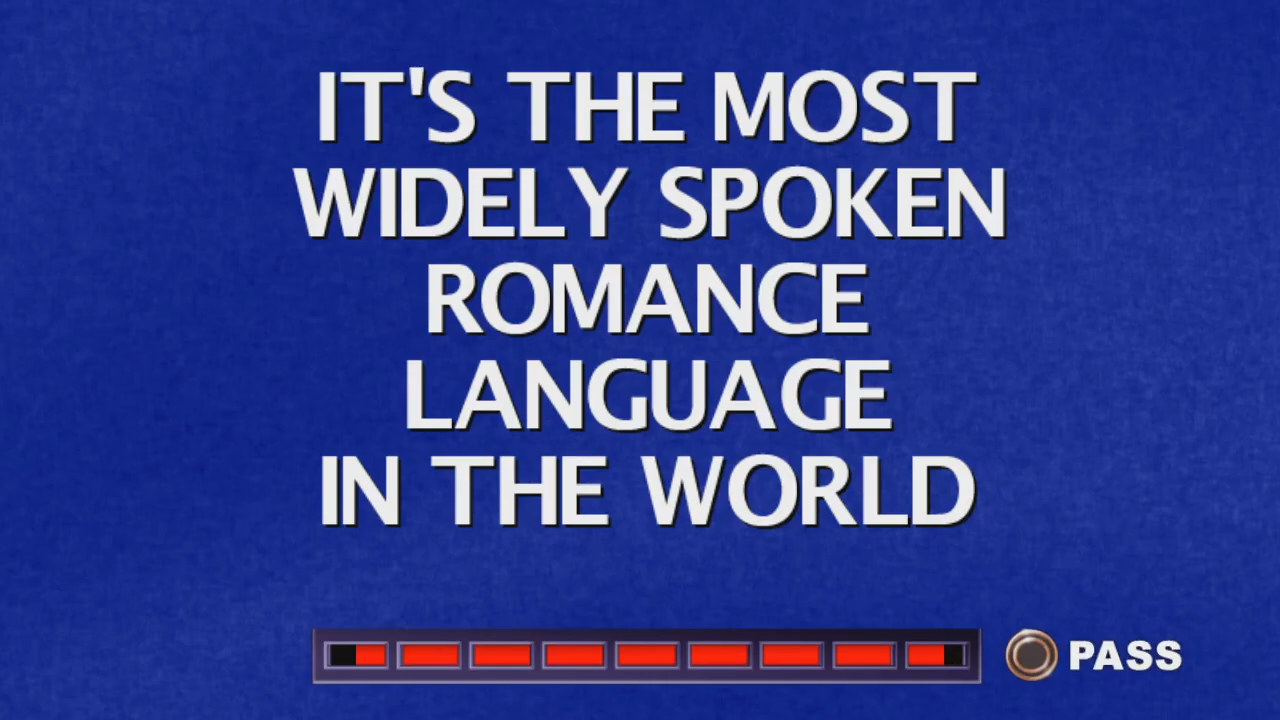 IT'S THE MOST
WIDELY SPOKEN
ROMANCE
LANGUAGE
IN THE WORLD
PASS